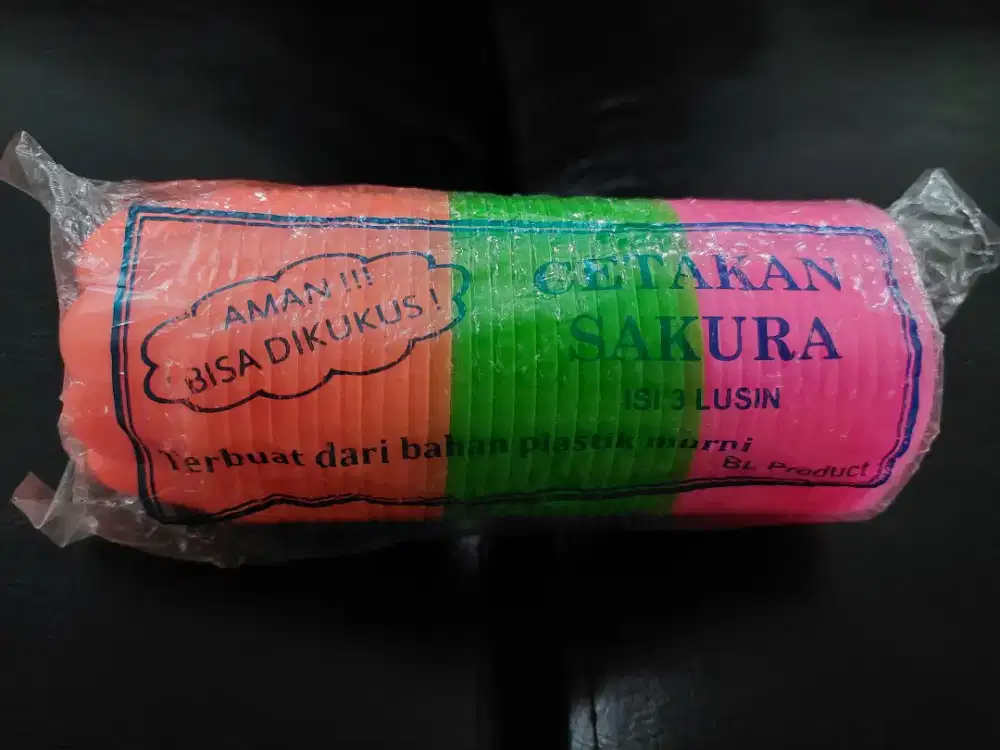 AMAN !!!
BISA DIKUKUS !
CETAKAN
SAKURA
ISI 3 LUSIN
Terbuat dari bahan plastik murni
BL Product